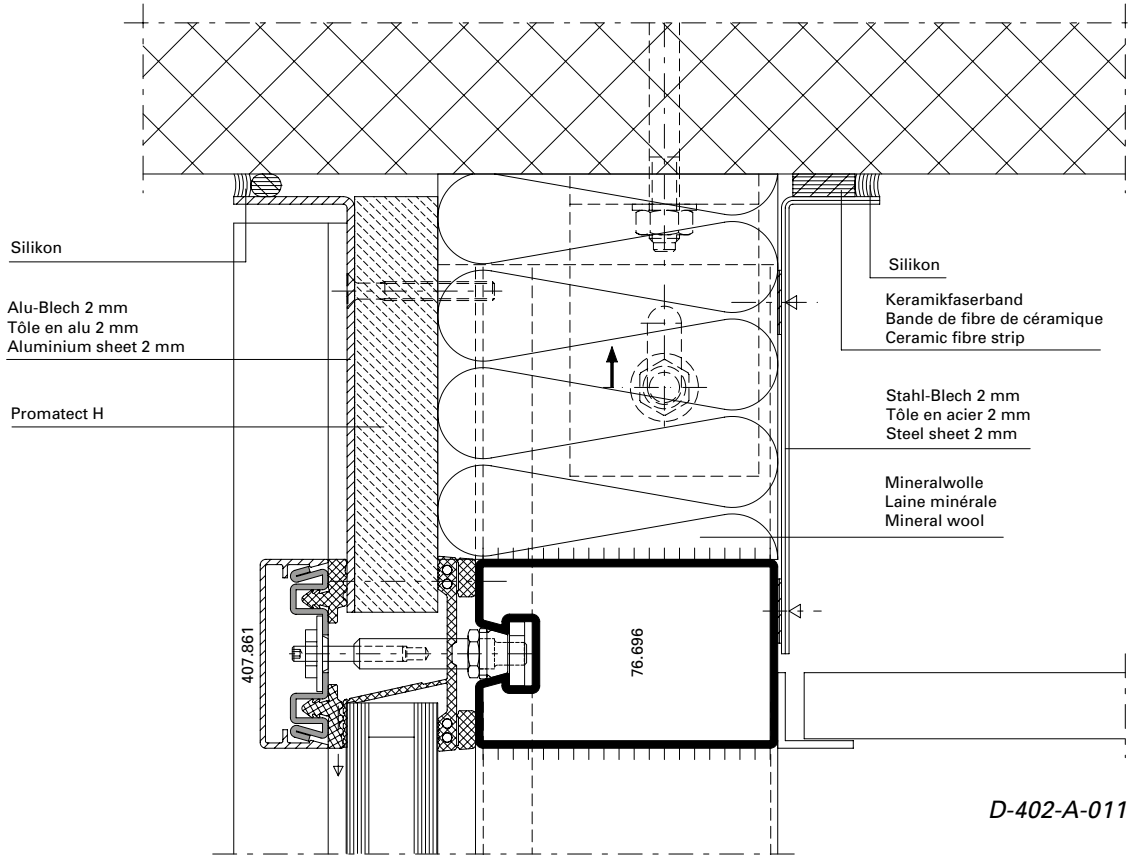 Silikon
Alu-Blech 2 mm
Tôle en alu 2 mm
Aluminium sheet 2 mm
Promatect H
Silikon
Keramikfaserband
Bande de fibre de céramique
Ceramic fibre strip
Stahl-Blech 2 mm
Tôle en acier 2 mm
Steel sheet 2 mm
Mineralwolle
Laine minérale
Mineral wool
407.861
76.696
D-402-A-011